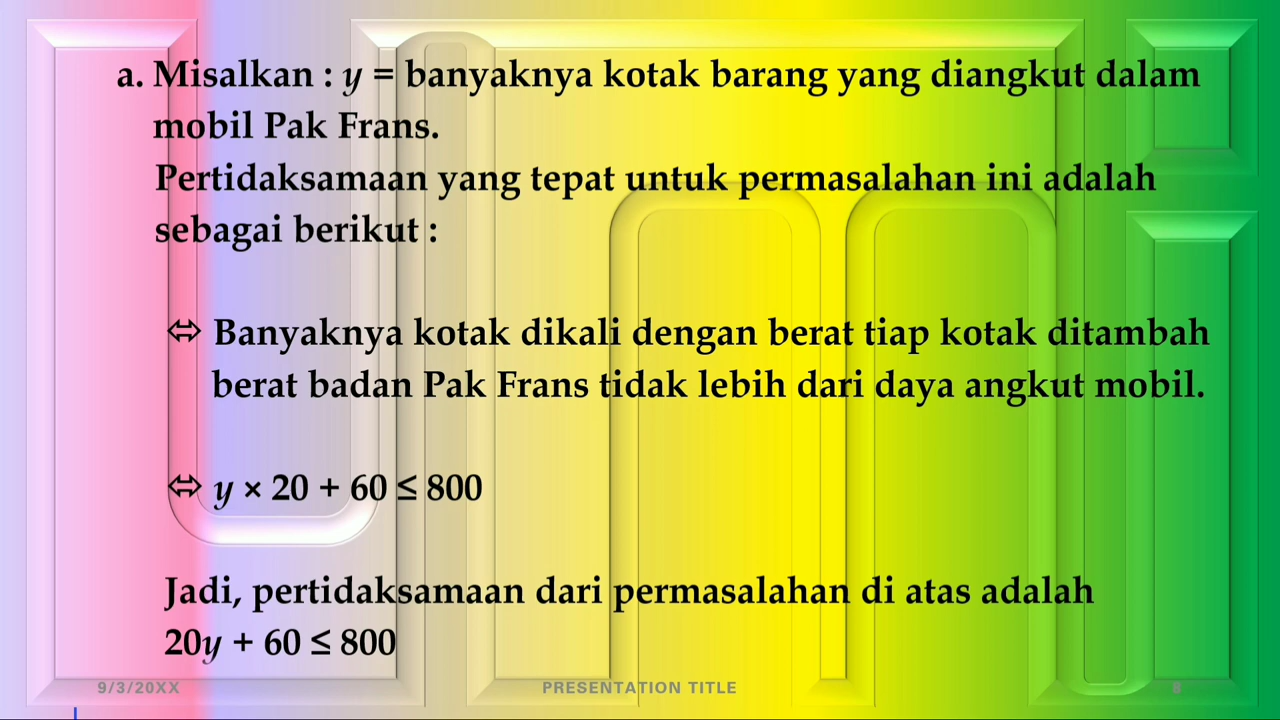 a. Misalkan : y = banyaknya kotak barang yang diangkut dalam
mobil Pak Frans.
Pertidaksamaan yang tepat untuk permasalahan ini adalah
sebagai berikut :
⬄ Banyaknya kotak dikali dengan berat tiap kotak ditambah
berat badan Pak Frans tidak lebih dari daya angkut mobil.
⬄ y × 20 + 60 ≤ 800
Jadi, pertidaksamaan dari permasalahan di atas adalah
20y + 60 ≤ 800
9/3/20XX PRESENTATION TITLE 8